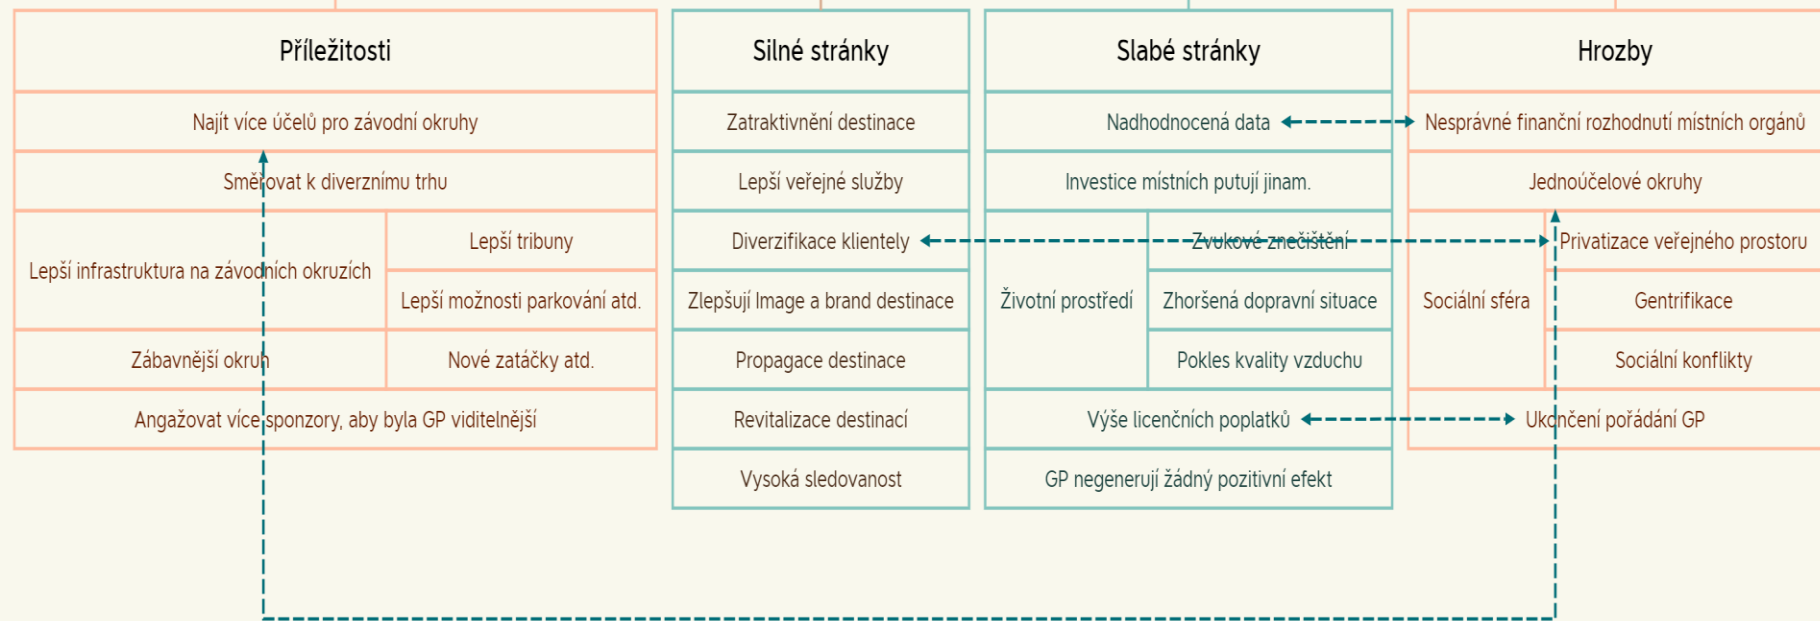 Příležitosti
Najít více účelů pro závodní okruhy
Směrovat k diverznímu trhu
Lepší infrastruktura na závodních okruzích
Lepší tribuny
Lepší možnosti parkování atd.
Zábavnější okruh
Nové zatáčky atd.
Angažovat více sponzory, aby byla GP viditelnější
Silné stránky
Zatraktivnění destinace
Lepší veřejné služby
Diverzifikace klientely
Zlepšují Image a brand destinace
Propagace destinace
Revitalizace destinací
Vysoká sledovanost
Slabé stránky
Nadhodnocená data
Investice místních putují jinam.
Životní prostředí
Zvukové znečištění
Zhoršená dopravní situace
Pokles kvality vzduchu
Výše licenčních poplatků
GP negenerují žádný pozitivní efekt
Hrozby
Nesprávné finanční rozhodnutí místních orgánů
Jednoúčelové okruhy
Sociální sféra
Privatizace veřejného prostoru
Gentrifikace
Sociální konflikty
Ukončení pořádání GP